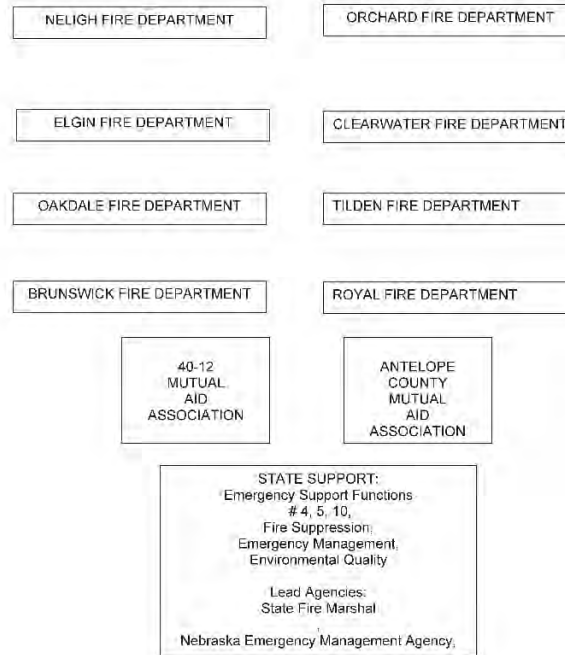 NELIGH FIRE DEPARTMENT
ORCHARD FIRE DEPARTMENT
ELGIN FIRE DEPARTMENT
CLEARWATER FIRE DEPARTMENT
OAKDALE FIRE DEPARTMENT
TILDEN FIRE DEPARTMENT
BRUNSWICK FIRE DEPARTMENT
ROYAL FIRE DEPARTMENT
40-12
MUTUAL
AID
ASSOCIATION
ANTELOPE
COUNTY
MUTUAL
AID
ASSOCIATION
STATE SUPPORT:
Emergency Support Functions
# 4, 5, 10,
Fire Suppression,
Emergency Management,
Environmental Quality
Lead Agencies:
State Fire Marshal
,
Nebraska Emergency Management Agency,